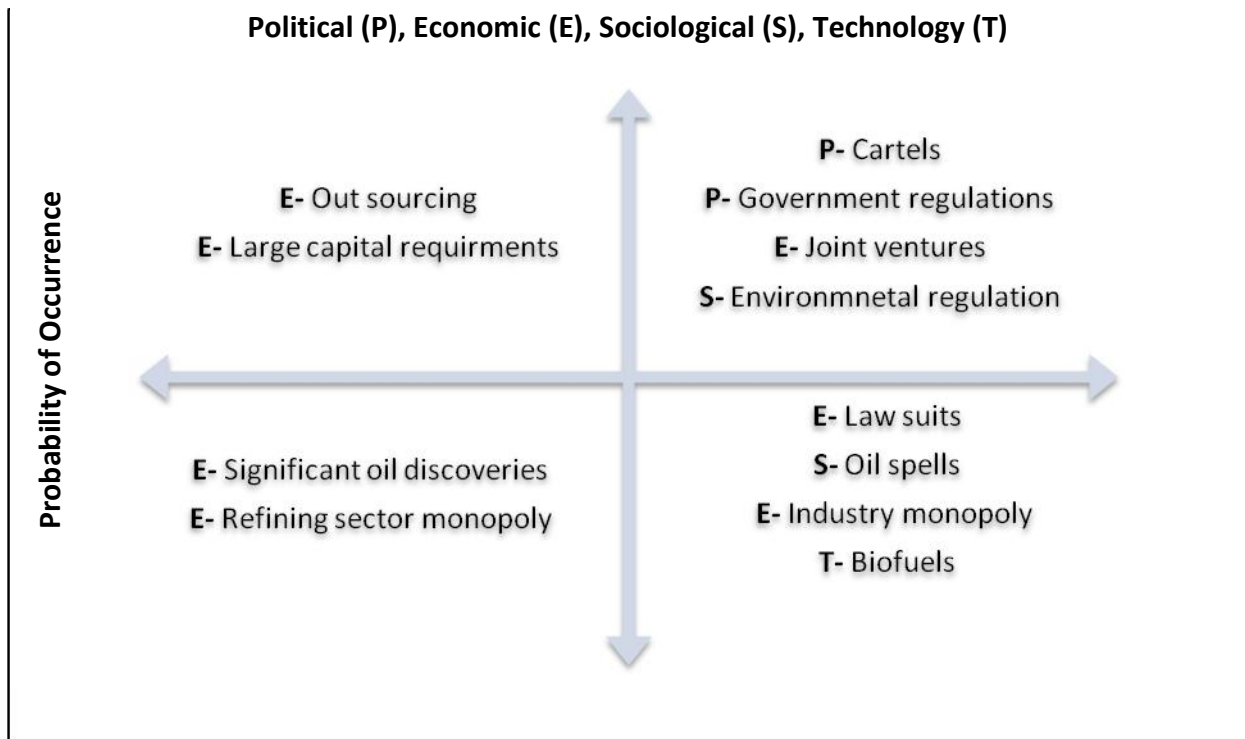 Political (P), Economic (E), Sociological (S), Technology (T)
Probability of Occurrence
E- Out sourcing
E- Large capital requirments
P- Cartels
P- Government regulations
E- Joint ventures
S- Environmnetal regulation
E- Significant oil discoveries
E- Refining sector monopoly
E- Law suits
S- Oil spells
E- Industry monopoly
T- Biofuels